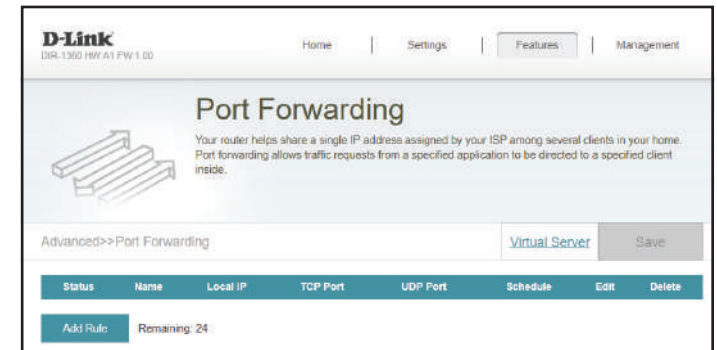 D-Link
DIR-1360 HW:A1 FW:1.00
Home | Settings | Features | Management
Port Forwarding
Your router helps share a single IP address assigned by your ISP among several clients in your home.
Port forwarding allows traffic requests from a specified application to be directed to a specified client
inside.
Advanced>>Port Forwarding
Virtual Server
Save
Status Name Local IP TCP Port UDP Port Schedule Edit Delete
Add Rule Remaining: 24